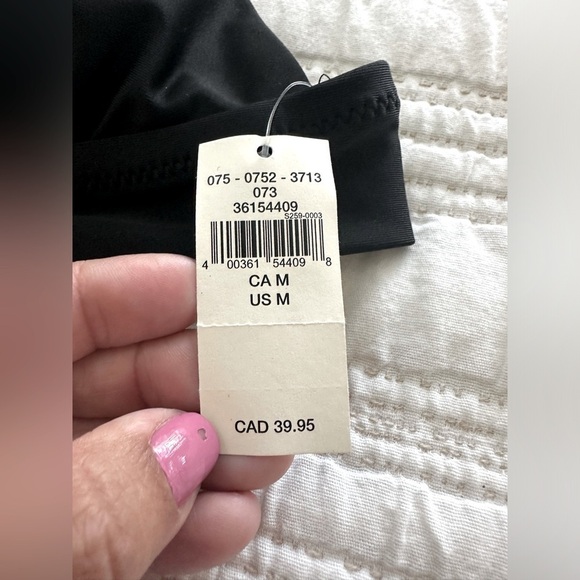 075 - 0752 - 3713
073
36154409
S259-0003
4 00361 54409 8
CA M
US M
CAD 39.95